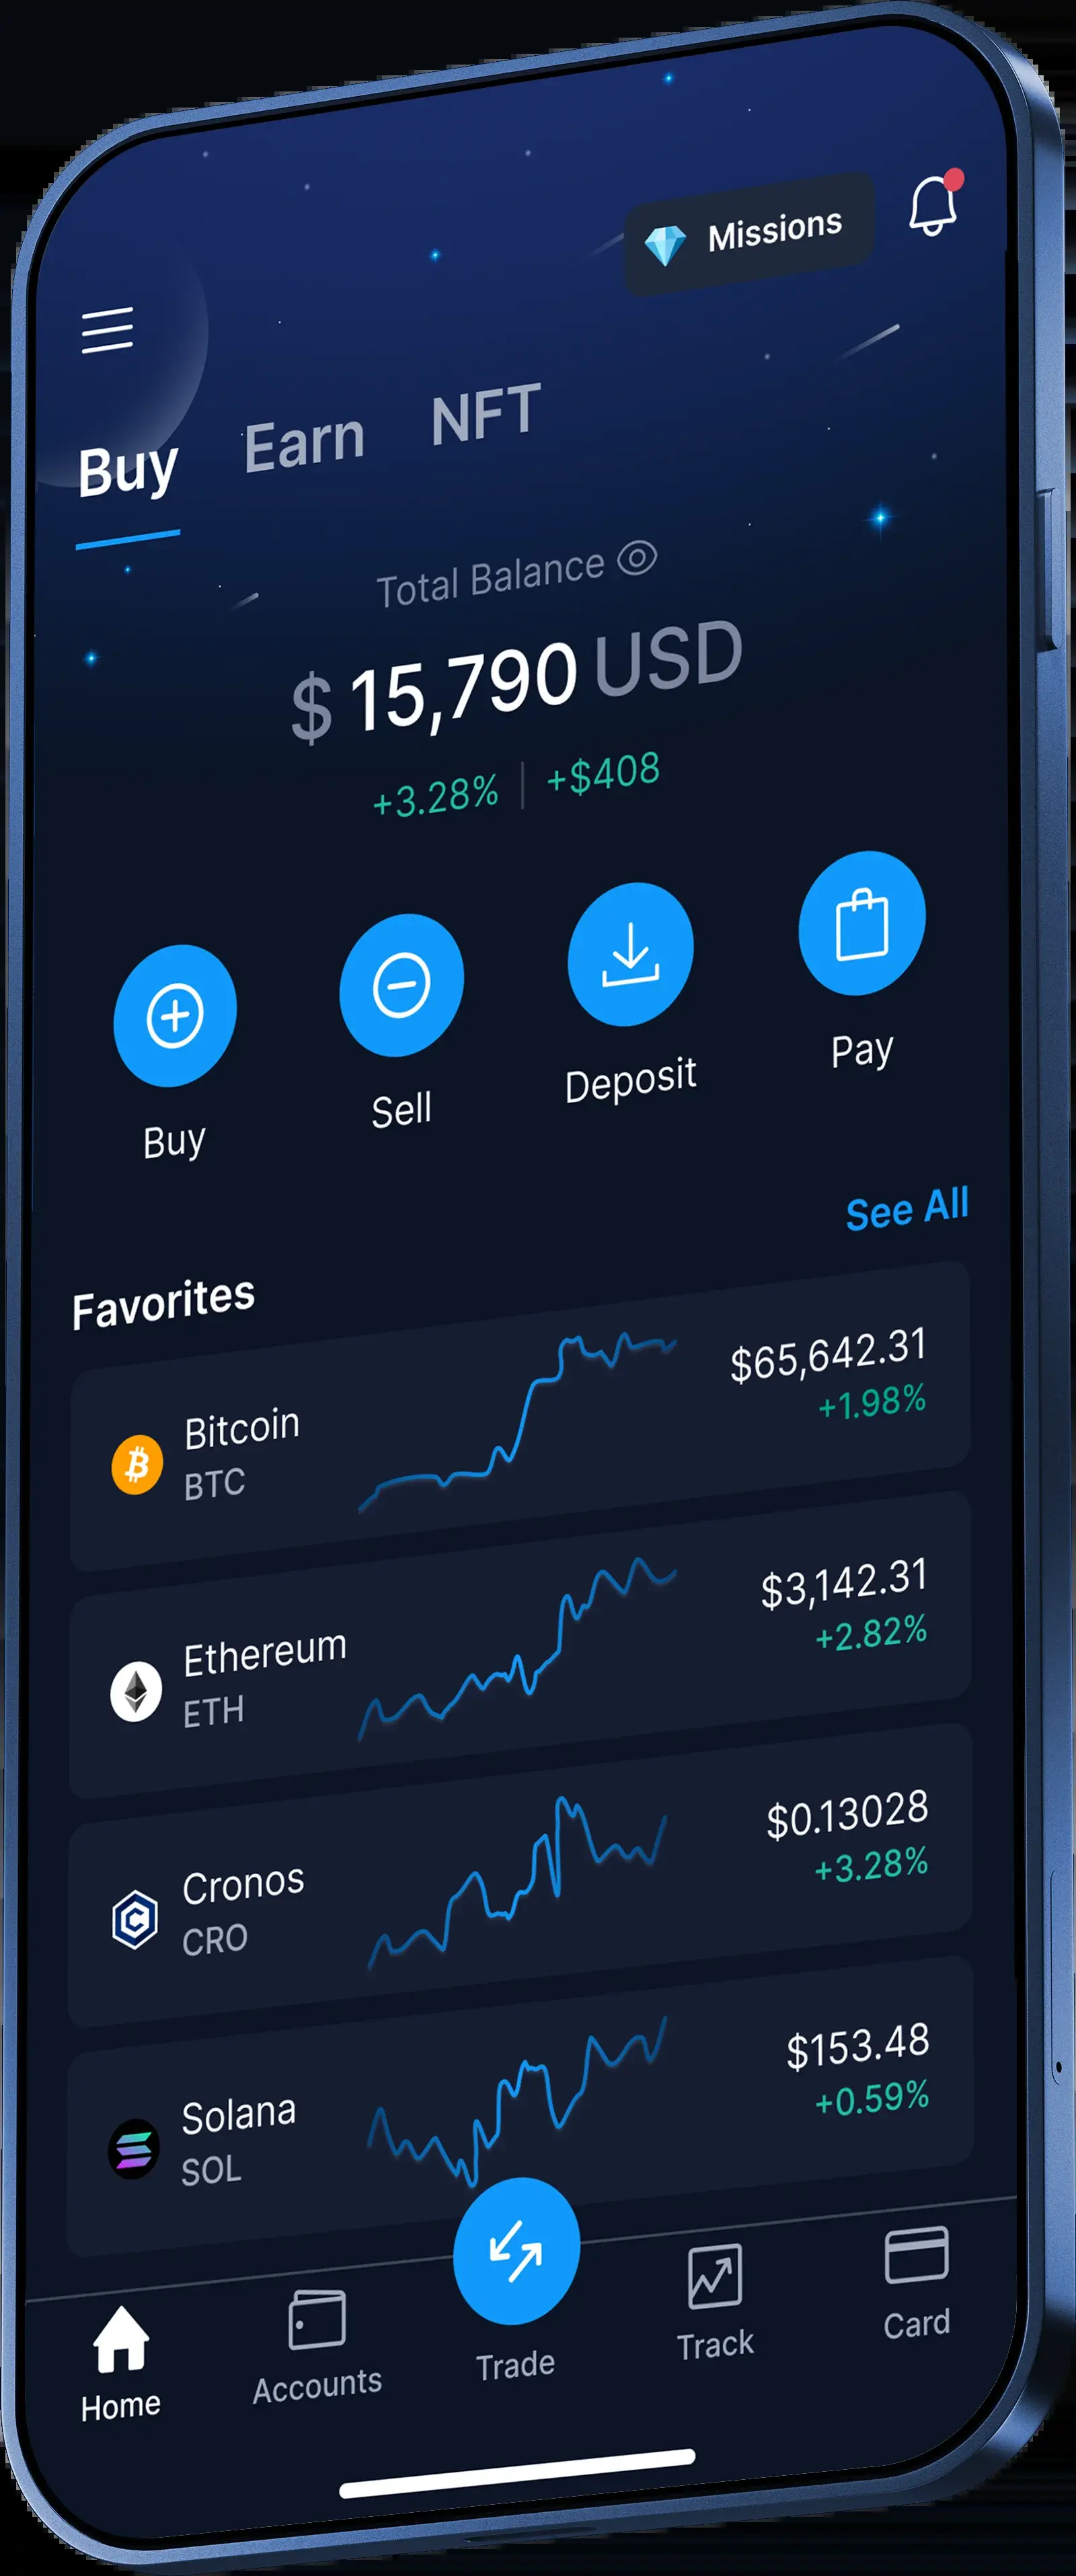 Missions
Buy Earn NFT
Total Balance
$ 15,790 USD
+3.28% +$408
Buy Sell Deposit Pay
See All
Favorites
Bitcoin $65,642.31
BTC +1.98%
Ethereum $3,142.31
ETH +2.82%
Cronos $0.13028
CRO +3.28%
Solana $153.48
SOL +0.59%
Home Accounts Trade Track Card